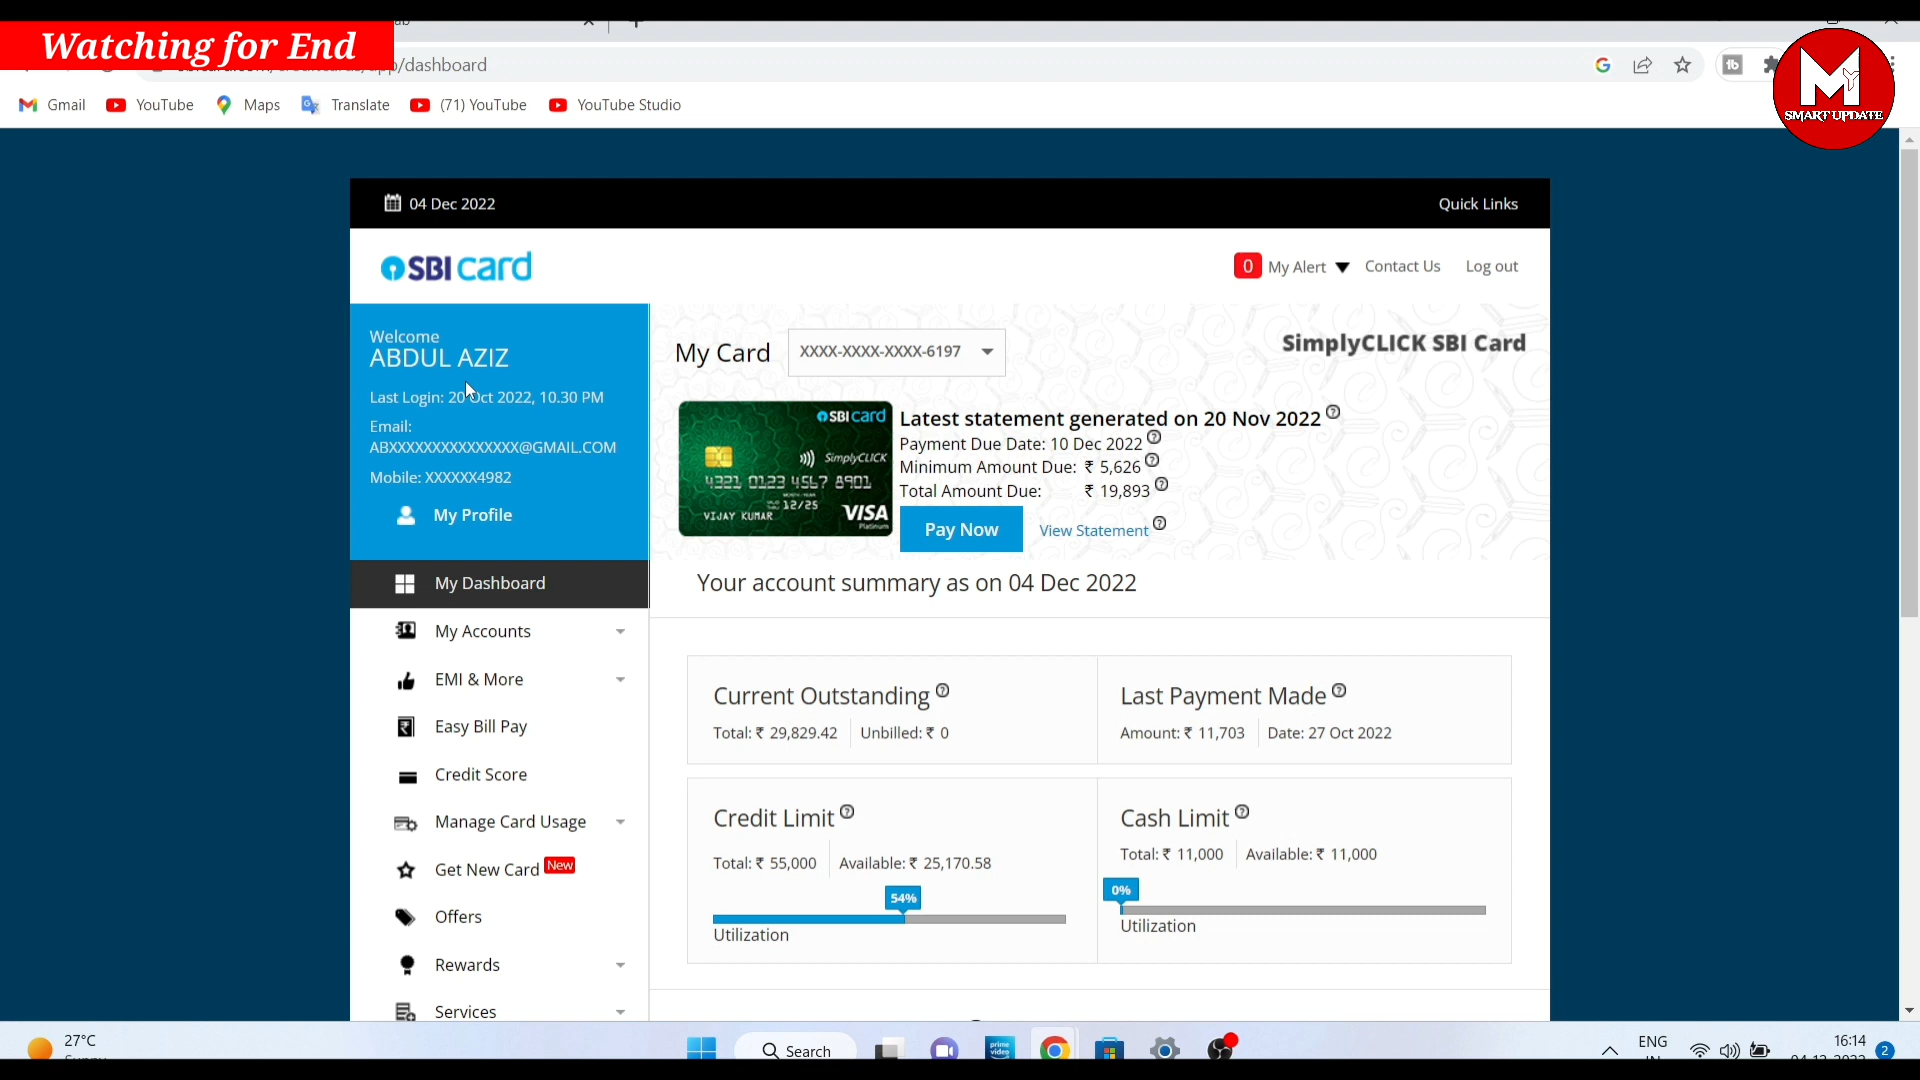 Watching for End
/dashboard
Gmail
YouTube
Maps
Translate
(71) YouTube
YouTube Studio
SMART UPDATE
04 Dec 2022
Quick Links
SBI card
0 My Alert
Contact Us
Log out
Welcome
ABDUL AZIZ
Last Login: 20 Oct 2022, 10.30 PM
Email:
ABXXXXXXXXXXXXXXX@GMAIL.COM
Mobile: XXXXXX4982
My Profile
My Card
XXXX-XXXX-XXXX-6197
SimplyCLICK SBI Card
SBI card
SimplyCLICK
4321 0123 4567 8901
12/25
VIJAY KUMAR
VISA
Platinum
Latest statement generated on 20 Nov 2022
Payment Due Date: 10 Dec 2022
Minimum Amount Due: ₹ 5,626
Total Amount Due: ₹ 19,893
Pay Now
View Statement
My Dashboard
My Accounts
EMI & More
Easy Bill Pay
Credit Score
Manage Card Usage
Get New Card New
Offers
Rewards
Services
Your account summary as on 04 Dec 2022
Current Outstanding
Total: ₹ 29,829.42
Unbilled: ₹ 0
Last Payment Made
Amount: ₹ 11,703
Date: 27 Oct 2022
Credit Limit
Total: ₹ 55,000
Available: ₹ 25,170.58
54%
Utilization
Cash Limit
Total: ₹ 11,000
Available: ₹ 11,000
0%
Utilization
27°C
Search
prime video
ENG
16:14
2